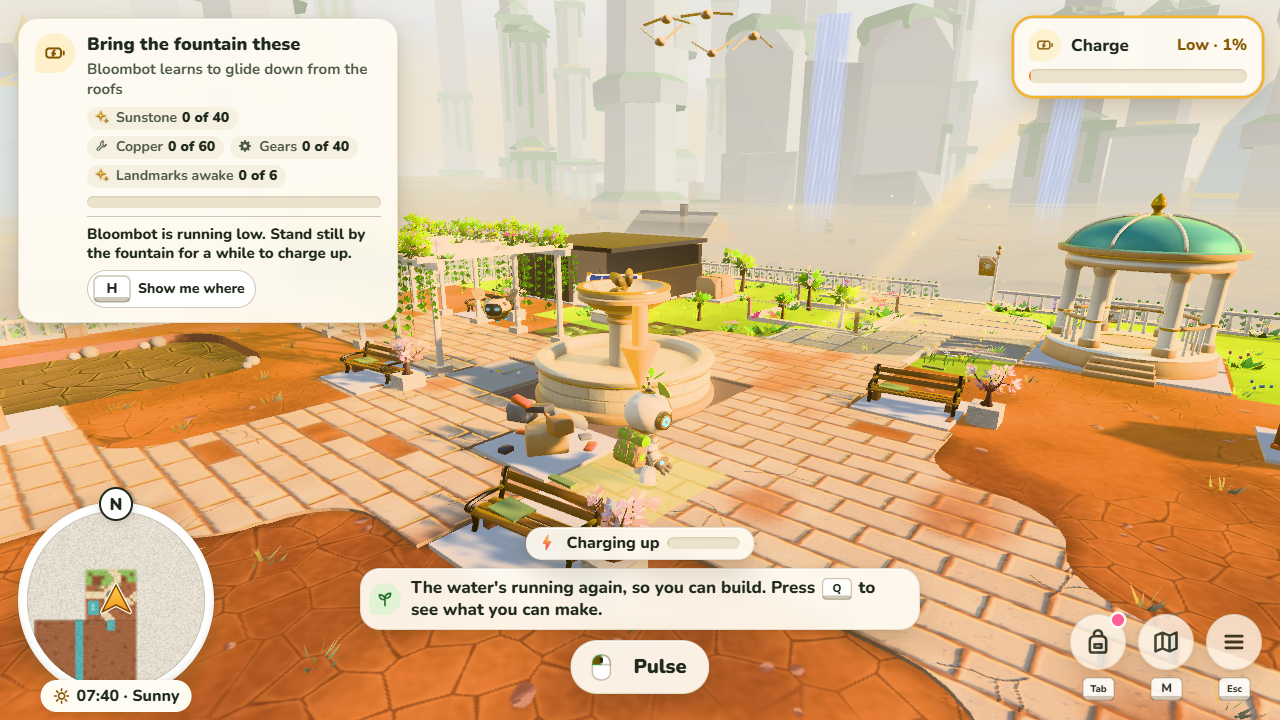 Bring the fountain these
Bloombot learns to glide down from the
roofs
Sunstone 0 of 40
Copper 0 of 60 Gears 0 of 40
Landmarks awake 0 of 6
Bloombot is running low. Stand still by
the fountain for a while to charge up.
H Show me where
Charge Low · 1%
N
07:40 · Sunny
Charging up
The water's running again, so you can build. Press Q to
see what you can make.
Pulse
Tab M Esc